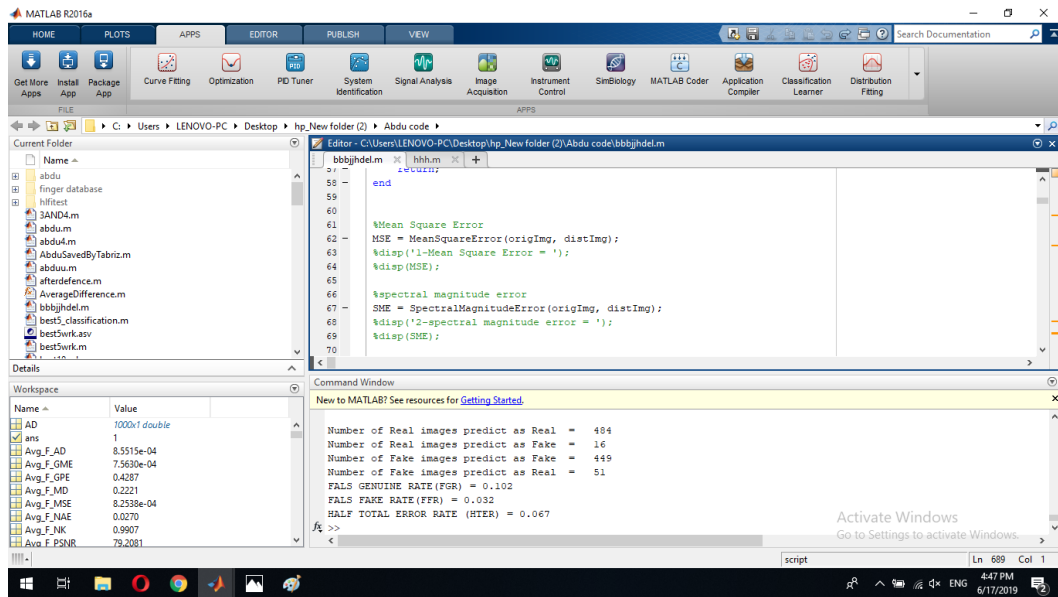 MATLAB R2016a
HOME PLOTS APPS EDITOR PUBLISH VIEW Search Documentation
Get More Apps Install App Package App Curve Fitting Optimization PID Tuner System Identification Signal Analysis Image Acquisition Instrument Control SimBiology MATLAB Coder Application Compiler Classification Learner Distribution Fitting
FILE APPS
C: Users LENOVO-PC Desktop hp_New folder (2) Abdu code
Current Folder
Name
abdu
finger database
hlfitest
3AND4.m
abdu.m
abdu4.m
AbduSavedByTabriz.m
abduu.m
afterdefence.m
AverageDifference.m
bbbjjhdel.m
best5_classification.m
best5wrk.asv
best5wrk.m
Details
Workspace
Name Value
AD 1000x1 double
ans 1
Avg_F_AD 8.5515e-04
Avg_F_GME 7.5630e-04
Avg_F_GPE 0.4287
Avg_F_MD 0.2221
Avg_F_MSE 8.2538e-04
Avg_F_NAE 0.0270
Avg_F_NK 0.9907
Avg_F_PSNR 79.2081
Editor - C:\Users\LENOVO-PC\Desktop\hp_New folder (2)\Abdu code\bbbjjhdel.m
bbbjjhdel.m hhh.m
57 return;
58 end
59
60
61 %Mean Square Error
62 MSE = MeanSquareError(origImg, distImg);
63 %disp('1-Mean Square Error = ');
64 %disp(MSE);
65
66 %spectral magnitude error
67 SME = SpectralMagnitudeError(origImg, distImg);
68 %disp('2-spectral magnitude error = ');
69 %disp(SME);
70
Command Window
New to MATLAB? See resources for Getting Started.
Number of Real images predict as Real = 484
Number of Real images predict as Fake = 16
Number of Fake images predict as Fake = 449
Number of Fake images predict as Real = 51
FALS GENUINE RATE(FGR) = 0.102
FALS FAKE RATE(FFR) = 0.032
HALF TOTAL ERROR RATE (HTER) = 0.067
fx >>
Activate Windows
Go to Settings to activate Windows.
script Ln 689 Col 1
ENG 4:47 PM
6/17/2019